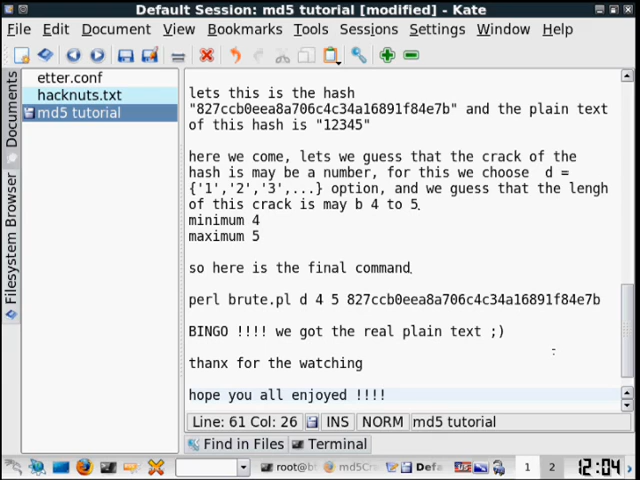 Default Session: md5 tutorial [modified] - Kate
File Edit Document View Bookmarks Tools Sessions Settings Window Help
Documents
Filesystem Browser
etter.conf
hacknuts.txt
md5 tutorial
lets this is the hash
"827ccb0eea8a706c4c34a16891f84e7b" and the plain text
of this hash is "12345"
here we come, lets we guess that the crack of the
hash is may be a number, for this we choose d =
{'1','2','3',...} option, and we guess that the lengh
of this crack is may b 4 to 5.
minimum 4
maximum 5
so here is the final command.
perl brute.pl d 4 5 827ccb0eea8a706c4c34a16891f84e7b
BINGO !!!! we got the real plain text ;)
thanx for the watching
hope you all enjoyed !!!!
Line: 61 Col: 26 INS NORM md5 tutorial
Find in Files Terminal
root@b md5Cr Defa US 1 2 12:04